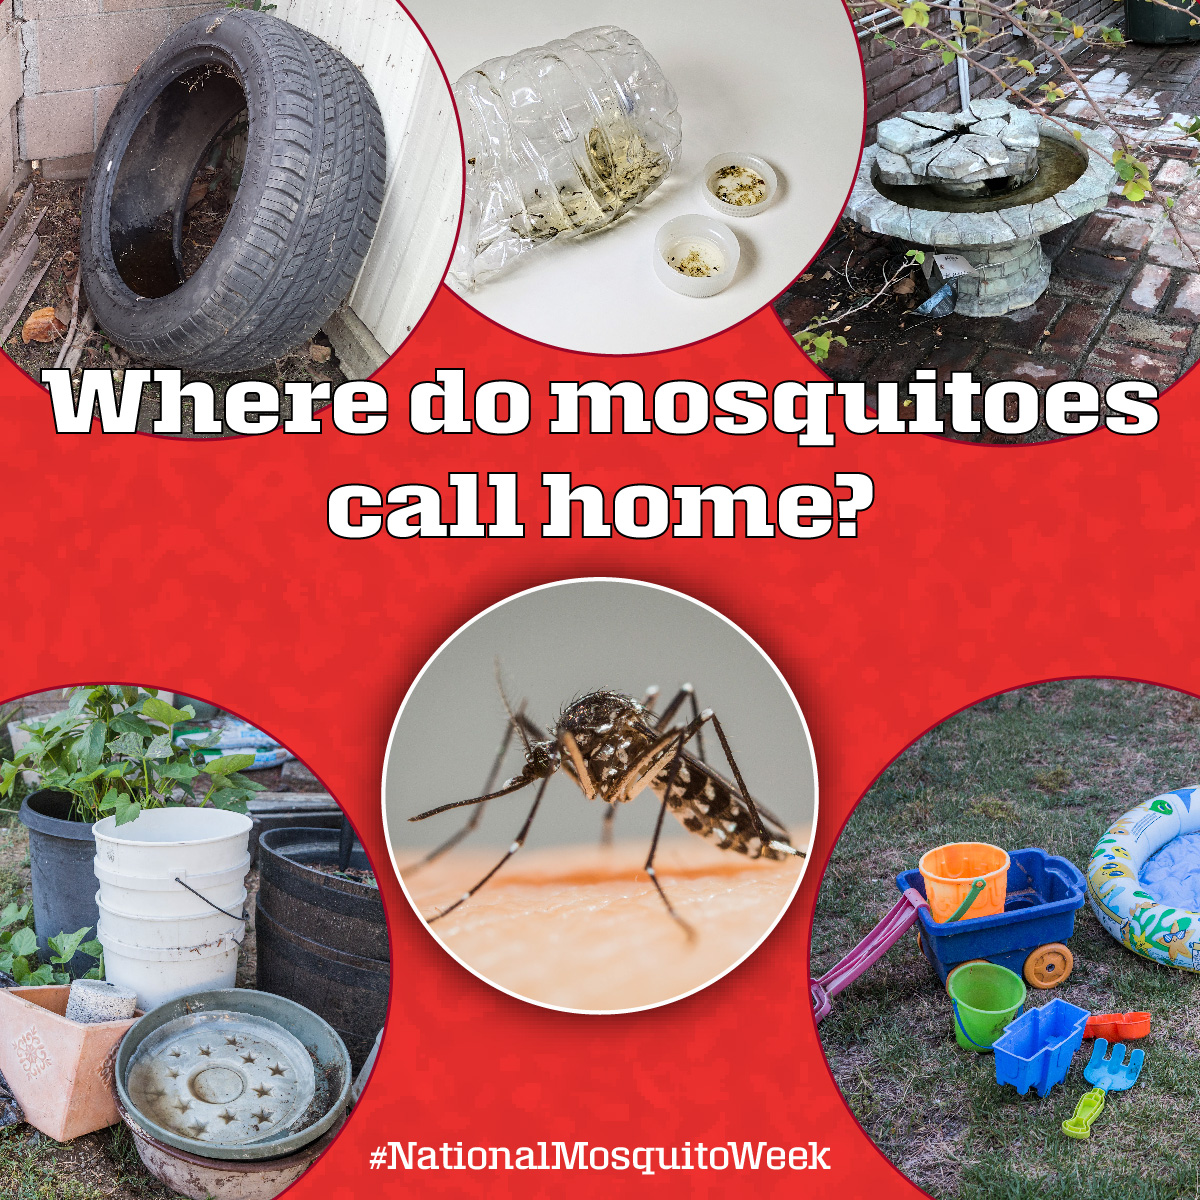 Where do mosquitoes
call home?
#NationalMosquitoWeek